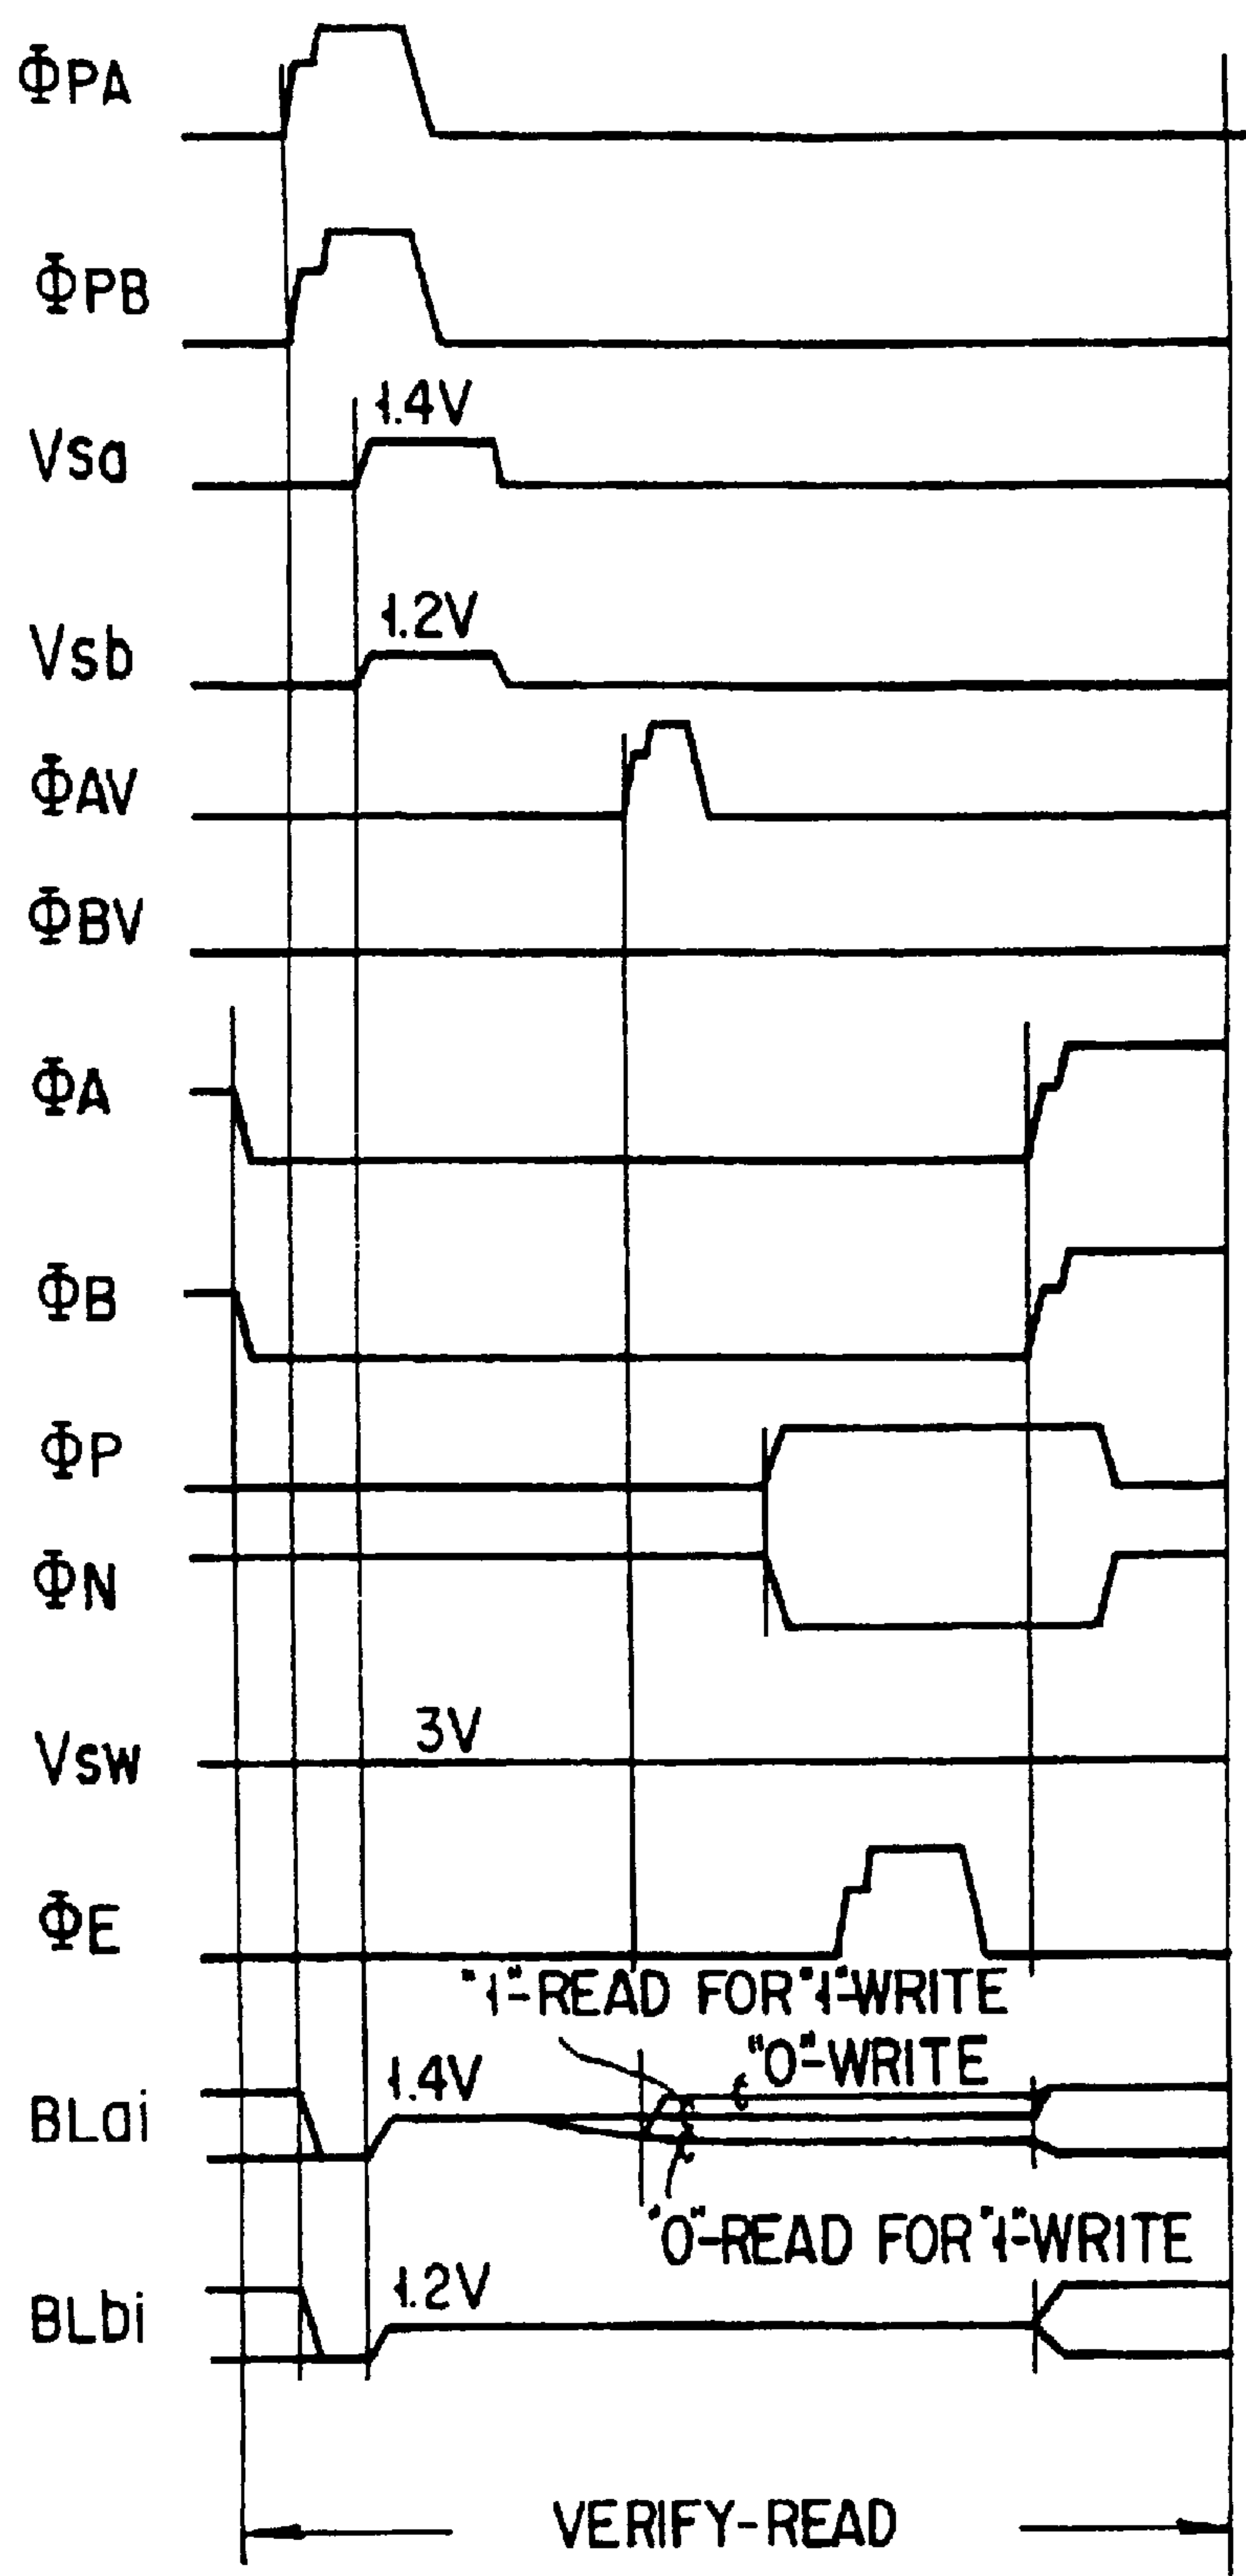 ΦPA
ΦPB
1.4V
Vsa
1.2V
Vsb
ΦAV
ΦBV
ΦA
ΦB
ΦP
ΦN
3V
Vsw
ΦE
"1"-READ FOR "1"-WRITE
"0"-WRITE
1.4V
BLai
"0"-READ FOR "1"-WRITE
1.2V
BLbi
VERIFY-READ